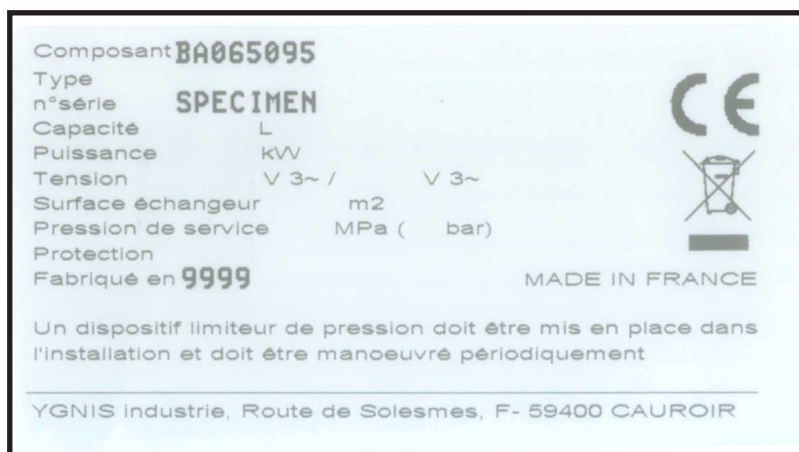 Composant BA065095
Type
n°série SPECIMEN
Capacité L
Puissance kW
Tension V 3~ / V 3~
Surface échangeur m2
Pression de service MPa ( bar)
Protection
Fabriqué en 9999 MADE IN FRANCE
CE
Un dispositif limiteur de pression doit être mis en place dans
l'installation et doit être manoeuvré périodiquement
YGNIS industrie, Route de Solesmes, F- 59400 CAUROIR